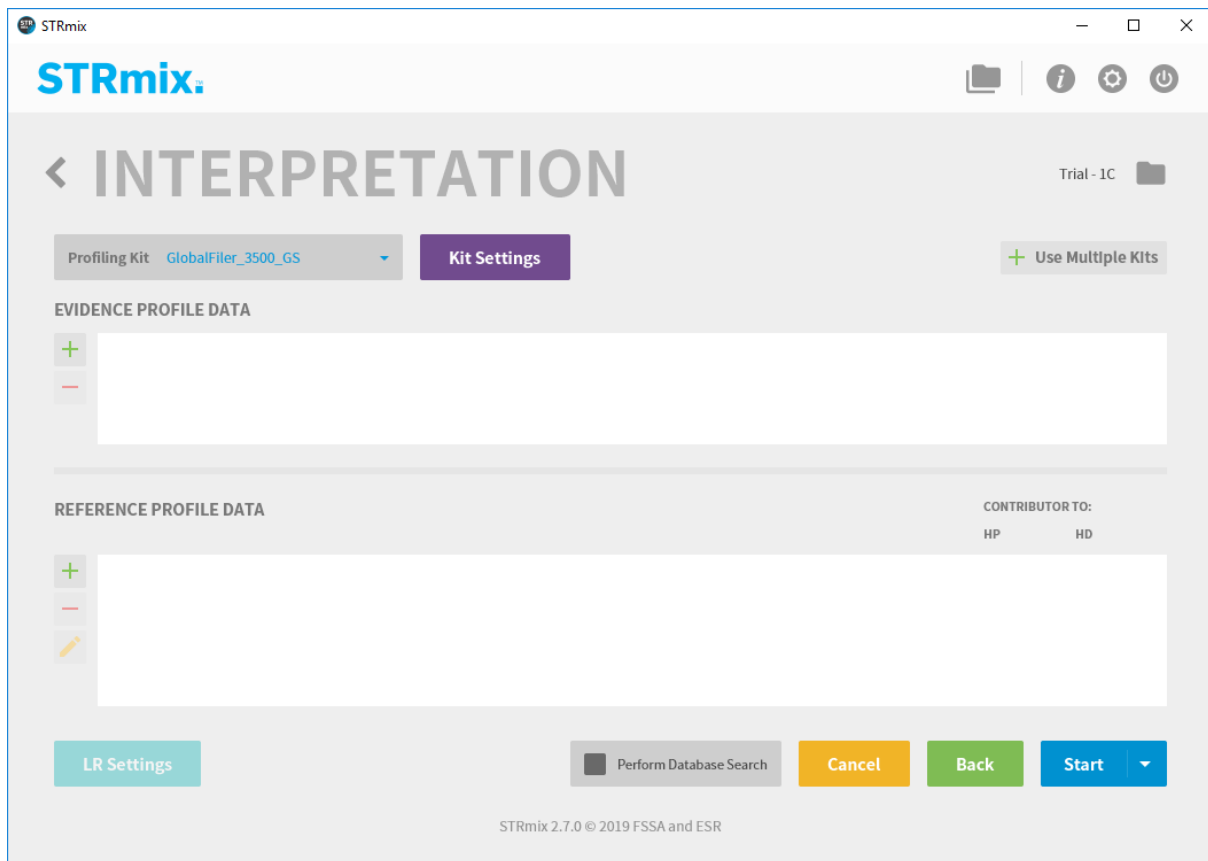 STRmix
STRmix™
INTERPRETATION
Trial - 1C
Profiling Kit GlobalFiler_3500_GS
Kit Settings
+ Use Multiple Kits
EVIDENCE PROFILE DATA
REFERENCE PROFILE DATA
CONTRIBUTOR TO:
HP HD
LR Settings
Perform Database Search
Cancel
Back
Start
STRmix 2.7.0 © 2019 FSSA and ESR